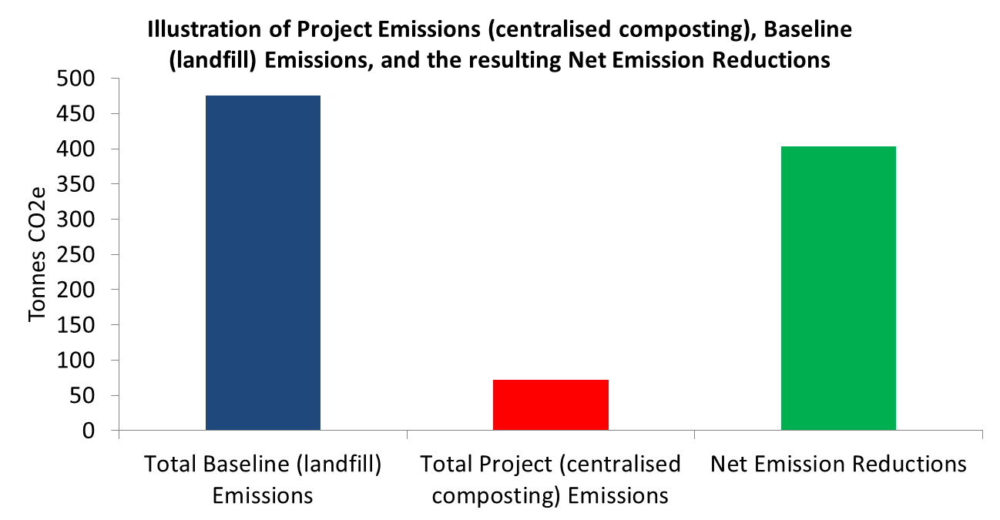 Illustration of Project Emissions (centralised composting), Baseline
(landfill) Emissions, and the resulting Net Emission Reductions
500
450
400
350
300
250
200
150
100
50
0
Tonnes CO2e
Total Baseline (landfill)
Emissions
Total Project (centralised
composting) Emissions
Net Emission Reductions